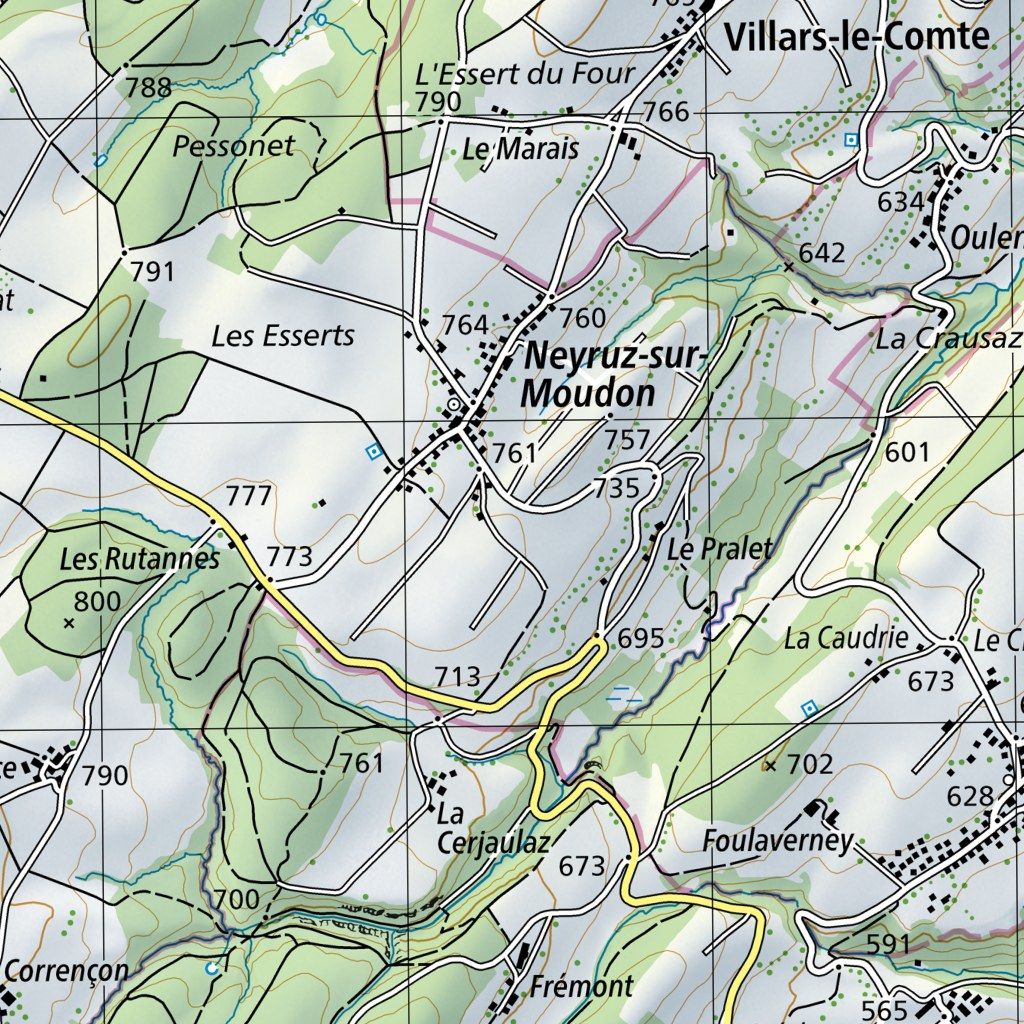 Villars-le-Comte
L'Essert du Four
788
790
766
Pessonet
Le Marais
634
791
642
764
760
Les Esserts
La Crausaz
Neyruz-sur-
Moudon
757
761
601
777
735
Les Rutannes
773
Le Pralet
800
695
La Caudrie
713
673
761
790
702
La
Cerjaulaz
628
673
Foulaverney
700
591
Corrençon
Frémont
565